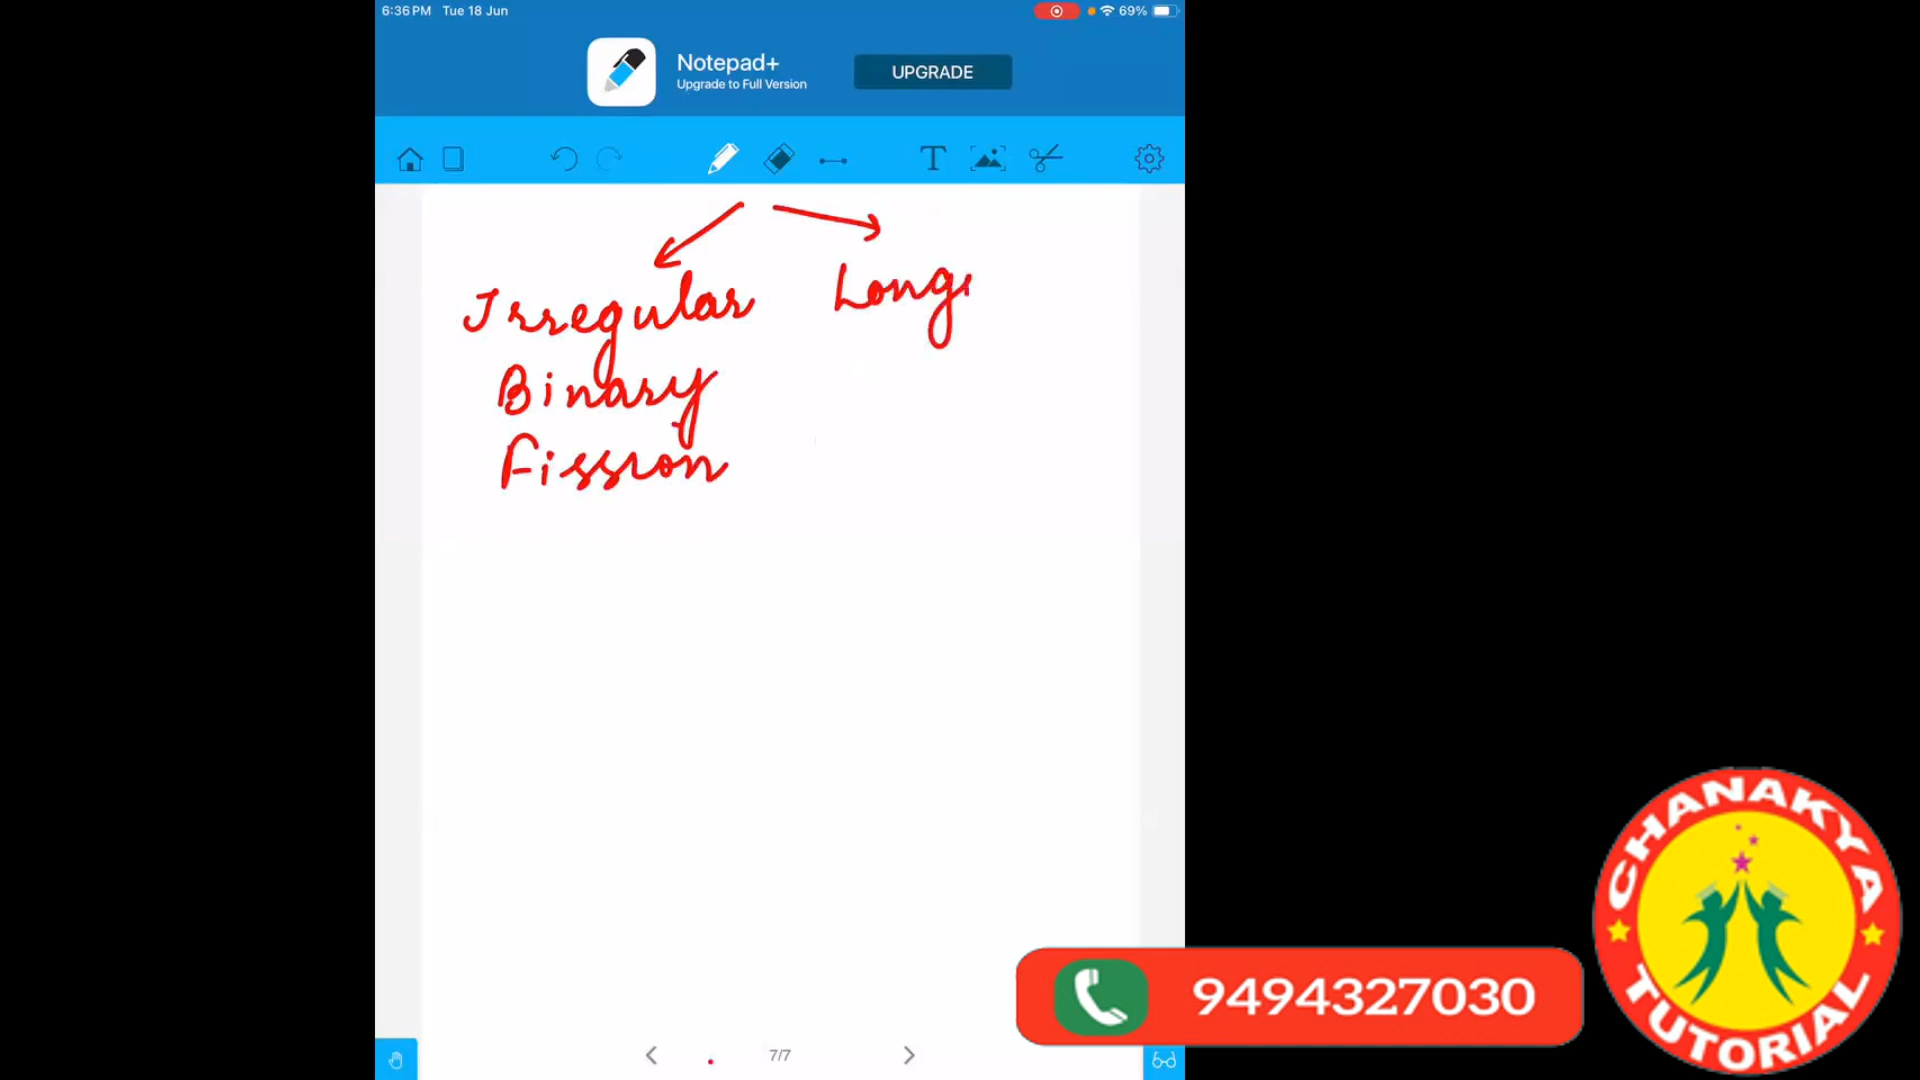 6:36 PM Tue 18 Jun 69%
Notepad+
Upgrade to Full Version
UPGRADE
T
Irregular
Binary
Fission
Long
7/7
9494327030
CHANAKYA
TUTORIAL